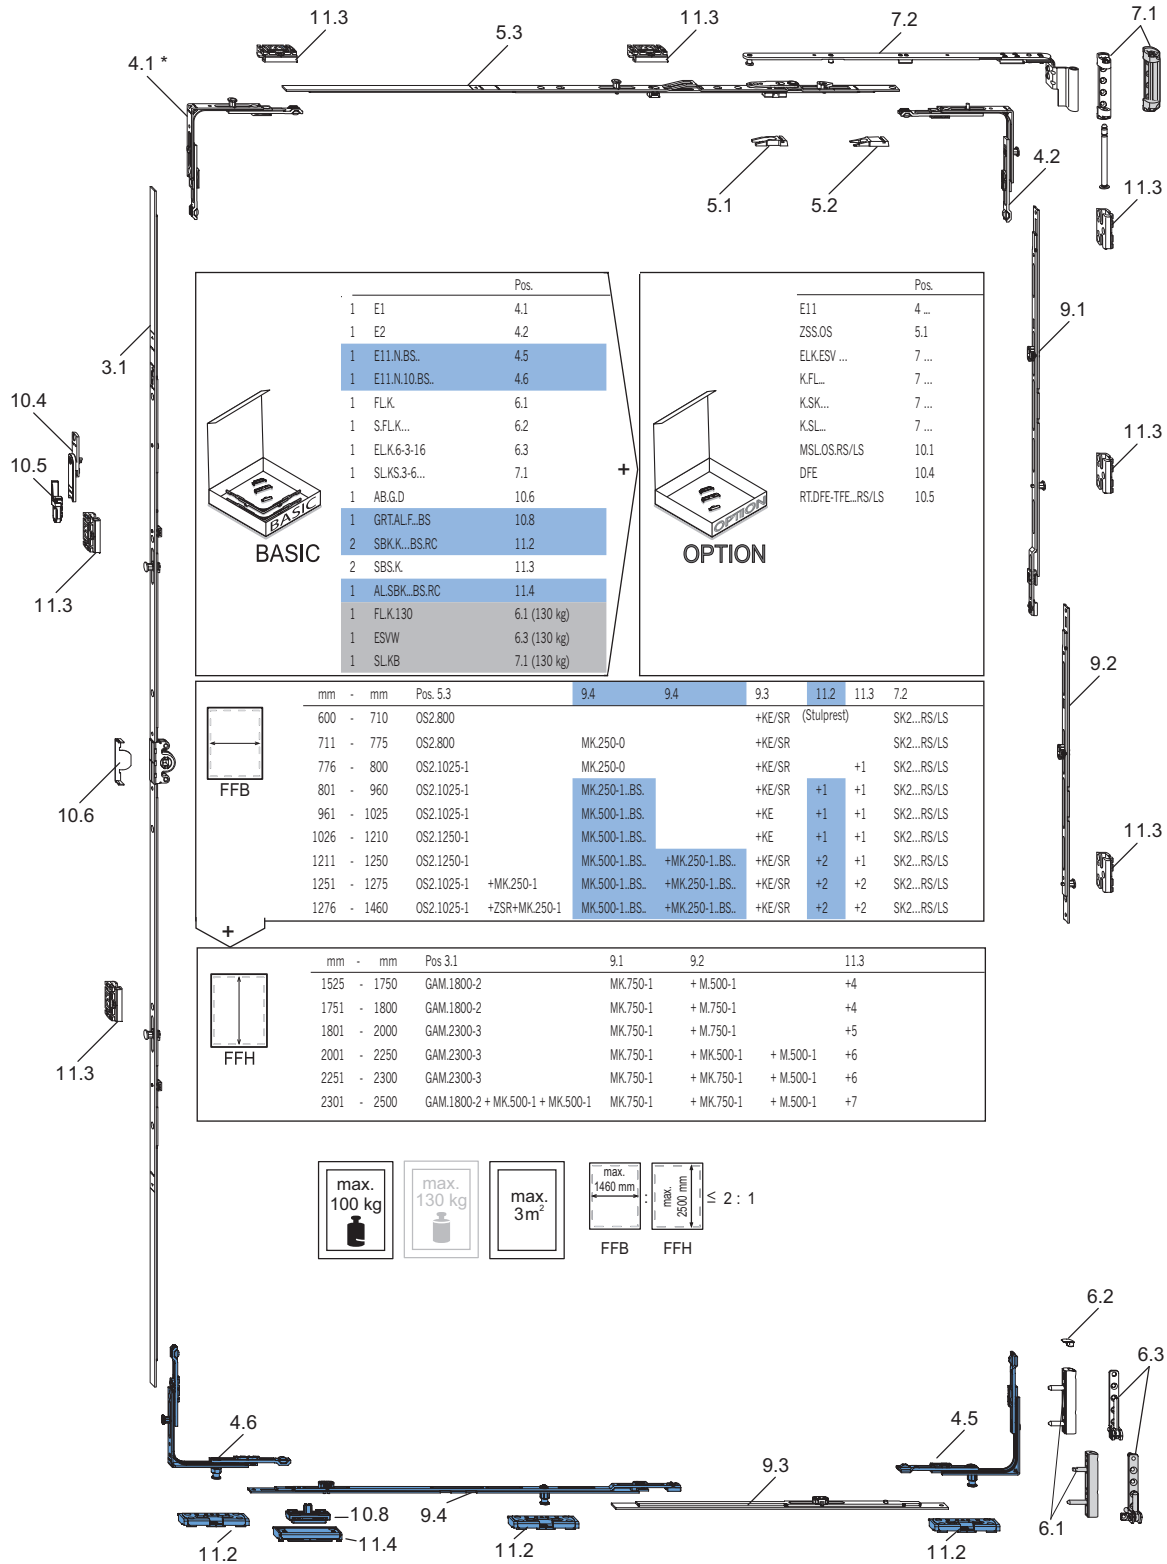 11.3
11.3
7.2
7.1
5.3
4.1 *
5.1
5.2
4.2
11.3
3.1
9.1
10.4
10.5
11.3
11.3
9.2
10.6
11.3
11.3
Pos.
1 E1 4.1
1 E2 4.2
1 E11.N.BS.. 4.5
1 E11.N.10.BS.. 4.6
1 FL.K. 6.1
1 S.FL.K... 6.2
1 EL.K.6-3-16 6.3
1 SL.KS.3-6... 7.1
1 AB.G.D 10.6
1 GRT.AL.F...BS 10.8
2 SBK.K...BS.RC 11.2
2 SBS.K. 11.3
1 AL.SBK...BS.RC 11.4
1 FL.K.130 6.1 (130 kg)
1 ESVW 6.3 (130 kg)
1 SL.KB 7.1 (130 kg)
BASIC
BASIC
+
Pos.
E11 4 ...
ZSS.OS 5.1
ELK.ESV ... 7 ...
K.FL... 7 ...
K.SK... 7 ...
K.SL... 7 ...
MSL.OS.RS/LS 10.1
DFE 10.4
RT.DFE-TFE...RS/LS 10.5
OPTION
OPTION
mm - mm Pos. 5.3 9.4 9.4 9.3 11.2 11.3 7.2
600 - 710 OS2.800 +KE/SR (Stulprest) SK2...RS/LS
711 - 775 OS2.800 MK.250-0 +KE/SR SK2...RS/LS
776 - 800 OS2.1025-1 MK.250-0 +KE/SR +1 SK2...RS/LS
801 - 960 OS2.1025-1 MK.250-1..BS. +KE/SR +1 +1 SK2...RS/LS
961 - 1025 OS2.1025-1 MK.500-1..BS. +KE +1 +1 SK2...RS/LS
1026 - 1210 OS2.1250-1 MK.500-1..BS.. +KE +1 +1 SK2...RS/LS
1211 - 1250 OS2.1250-1 MK.500-1..BS.. +MK.250-1..BS.. +KE/SR +2 +1 SK2...RS/LS
1251 - 1275 OS2.1025-1 +MK.250-1 MK.500-1..BS.. +MK.250-1..BS.. +KE/SR +2 +2 SK2...RS/LS
1276 - 1460 OS2.1025-1 +ZSR+MK.250-1 MK.500-1..BS.. +MK.250-1..BS.. +KE/SR +2 +2 SK2...RS/LS
FFB
+
mm - mm Pos 3.1 9.1 9.2 11.3
1525 - 1750 GAM.1800-2 MK.750-1 + M.500-1 +4
1751 - 1800 GAM.1800-2 MK.750-1 + M.750-1 +4
1801 - 2000 GAM.2300-3 MK.750-1 + M.750-1 +5
2001 - 2250 GAM.2300-3 MK.750-1 + MK.500-1 + M.500-1 +6
2251 - 2300 GAM.2300-3 MK.750-1 + MK.750-1 + M.500-1 +6
2301 - 2500 GAM.1800-2 + MK.500-1 + MK.500-1 MK.750-1 + MK.750-1 + M.500-1 +7
FFH
max.
100 kg
max.
130 kg
max.
3m²
max.
1460 mm
:
max.
2500 mm
≤ 2 : 1
FFB
FFH
6.2
6.3
4.6
4.5
9.3
9.4
10.8
11.4
11.2
11.2
11.2
6.1